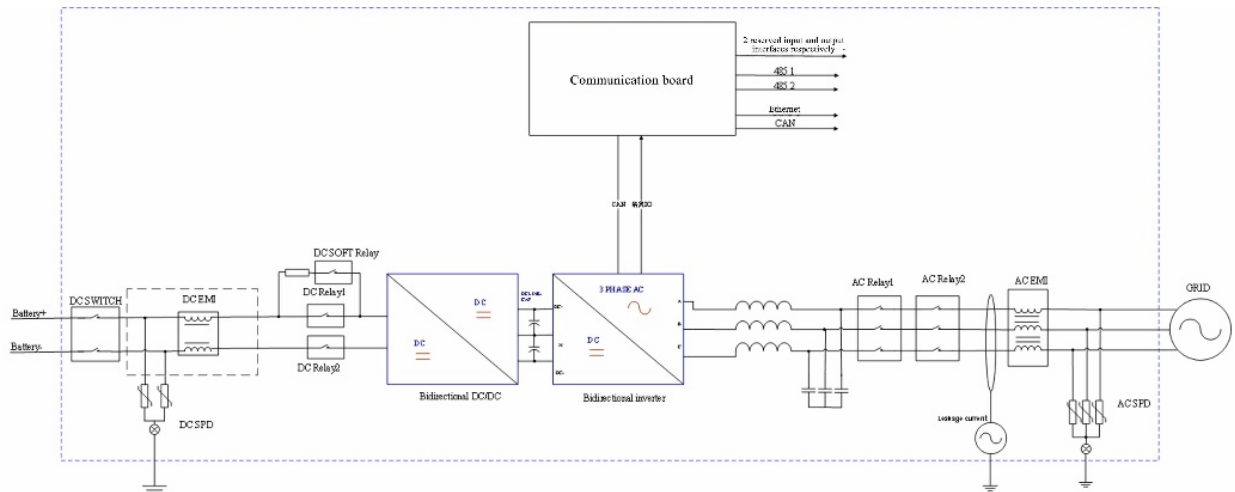 2 reserved input and output
interfaces respectively
Communication board
485 1
485 2
Ethernet
CAN
CAN
DC SOFT Relay
DC Relay1
DC SWITCH
DC EMI
Battery+
Battery-
DC Relay2
DC SPD
DC
DC
Bidirectional DC/DC
3 PHASE AC
DC-
A
B
C
Bidirectional inverter
AC Relay1
AC Relay2
AC EMI
GRID
Leakage current
AC SPD